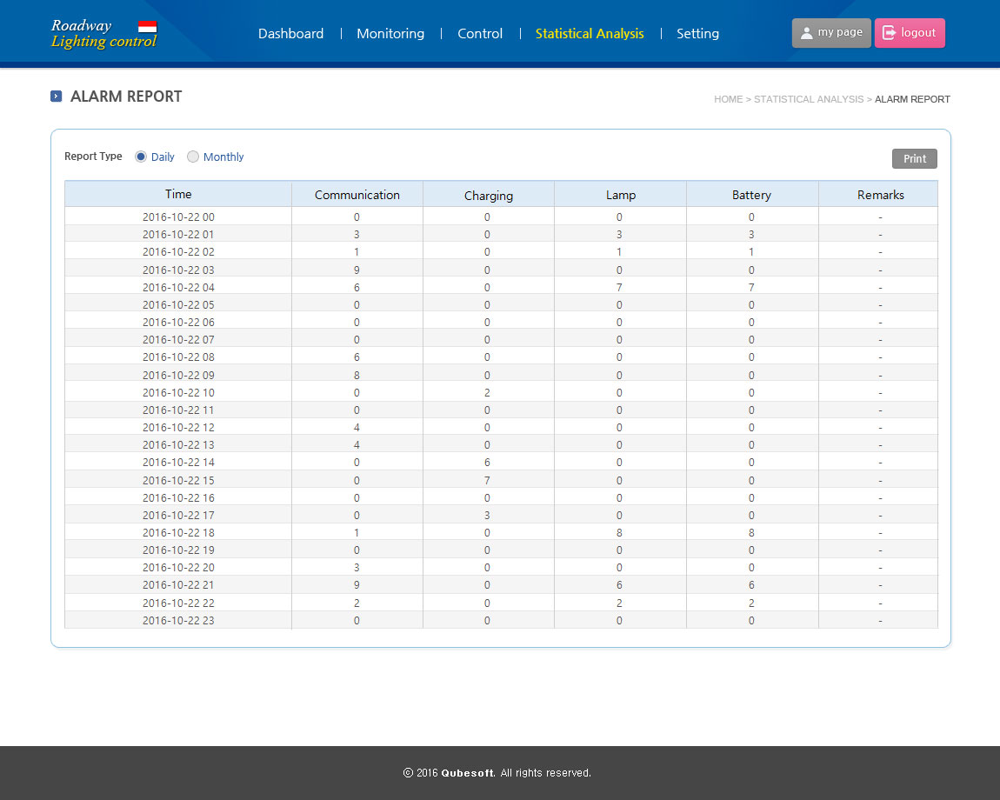 Roadway
Lighting control
Dashboard | Monitoring | Control | Statistical Analysis | Setting
my page
logout
ALARM REPORT
HOME > STATISTICAL ANALYSIS > ALARM REPORT
Report Type Daily Monthly
Print
Time Communication Charging Lamp Battery Remarks
2016-10-22 00 0 0 0 0 -
2016-10-22 01 3 0 3 3 -
2016-10-22 02 1 0 1 1 -
2016-10-22 03 9 0 0 0 -
2016-10-22 04 6 0 7 7 -
2016-10-22 05 0 0 0 0 -
2016-10-22 06 0 0 0 0 -
2016-10-22 07 0 0 0 0 -
2016-10-22 08 6 0 0 0 -
2016-10-22 09 8 0 0 0 -
2016-10-22 10 0 2 0 0 -
2016-10-22 11 0 0 0 0 -
2016-10-22 12 4 0 0 0 -
2016-10-22 13 4 0 0 0 -
2016-10-22 14 0 6 0 0 -
2016-10-22 15 0 7 0 0 -
2016-10-22 16 0 0 0 0 -
2016-10-22 17 0 3 0 0 -
2016-10-22 18 1 0 8 8 -
2016-10-22 19 0 0 0 0 -
2016-10-22 20 3 0 0 0 -
2016-10-22 21 9 0 6 6 -
2016-10-22 22 2 0 2 2 -
2016-10-22 23 0 0 0 0 -
ⓒ 2016 Qubesoft. All rights reserved.